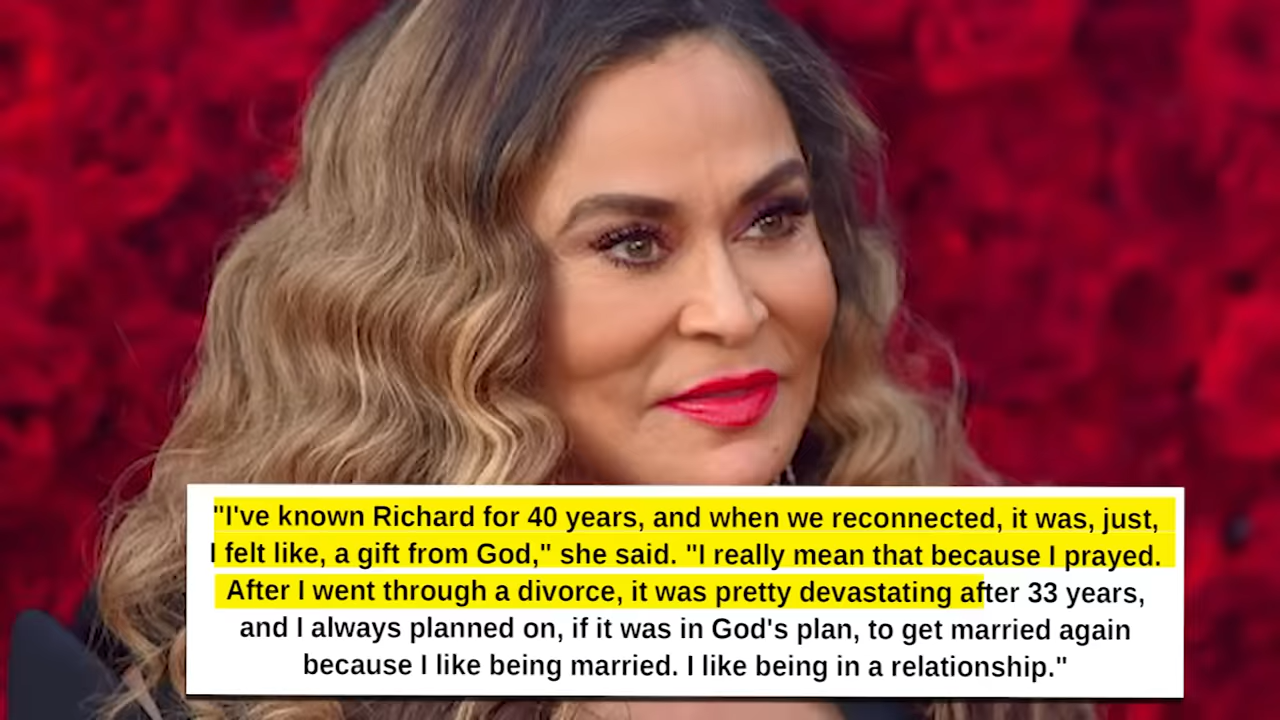 "I've known Richard for 40 years, and when we reconnected, it was, just,
I felt like, a gift from God," she said. "I really mean that because I prayed.
After I went through a divorce, it was pretty devastating after 33 years,
and I always planned on, if it was in God's plan, to get married again
because I like being married. I like being in a relationship."